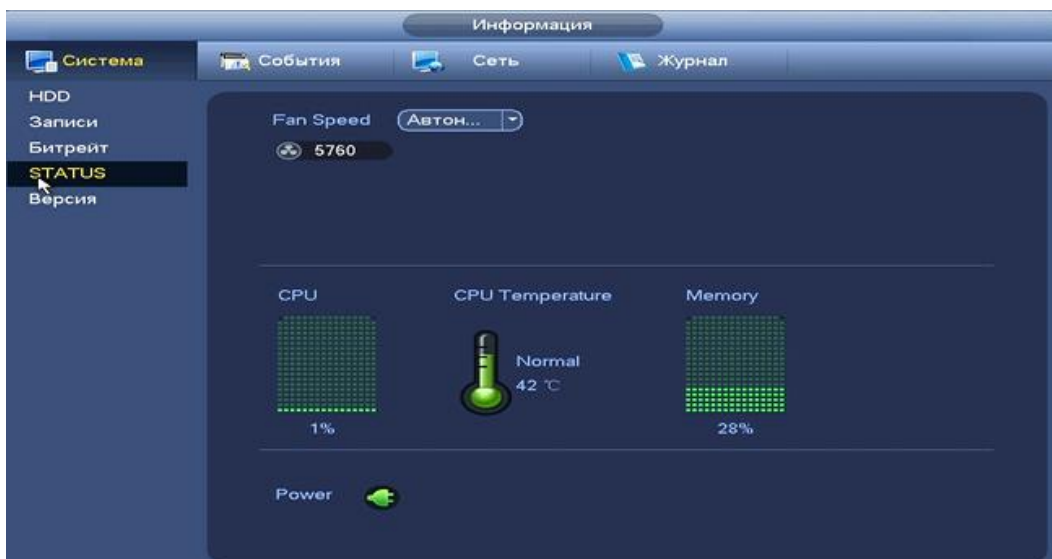 Информация
Система События Сеть Журнал
HDD
Записи
Битрейт
STATUS
Версия
Fan Speed Автон...
5760
CPU CPU Temperature Memory
Normal
42 °C
1% 28%
Power